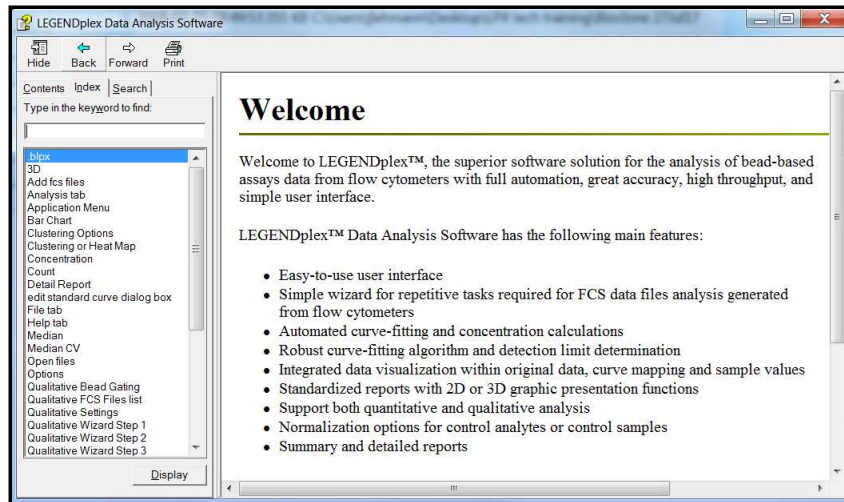 LEGENDplex Data Analysis Software
Hide Back Forward Print
Contents Index Search
Type in the keyword to find:
.blpx
3D
Add fcs files
Analysis tab
Application Menu
Bar Chart
Clustering Options
Clustering or Heat Map
Concentration
Count
Detail Report
edit standard curve dialog box
File tab
Help tab
Median
Median CV
Open files
Options
Qualitative Bead Gating
Qualitative FCS Files list
Qualitative Settings
Qualitative Wizard Step 1
Qualitative Wizard Step 2
Qualitative Wizard Step 3
Display
Welcome
Welcome to LEGENDplex™, the superior software solution for the analysis of bead-based
assays data from flow cytometers with full automation, great accuracy, high throughput, and
simple user interface.
LEGENDplex™ Data Analysis Software has the following main features:
• Easy-to-use user interface
• Simple wizard for repetitive tasks required for FCS data files analysis generated
from flow cytometers
• Automated curve-fitting and concentration calculations
• Robust curve-fitting algorithm and detection limit determination
• Integrated data visualization within original data, curve mapping and sample values
• Standardized reports with 2D or 3D graphic presentation functions
• Support both quantitative and qualitative analysis
• Normalization options for control analytes or control samples
• Summary and detailed reports